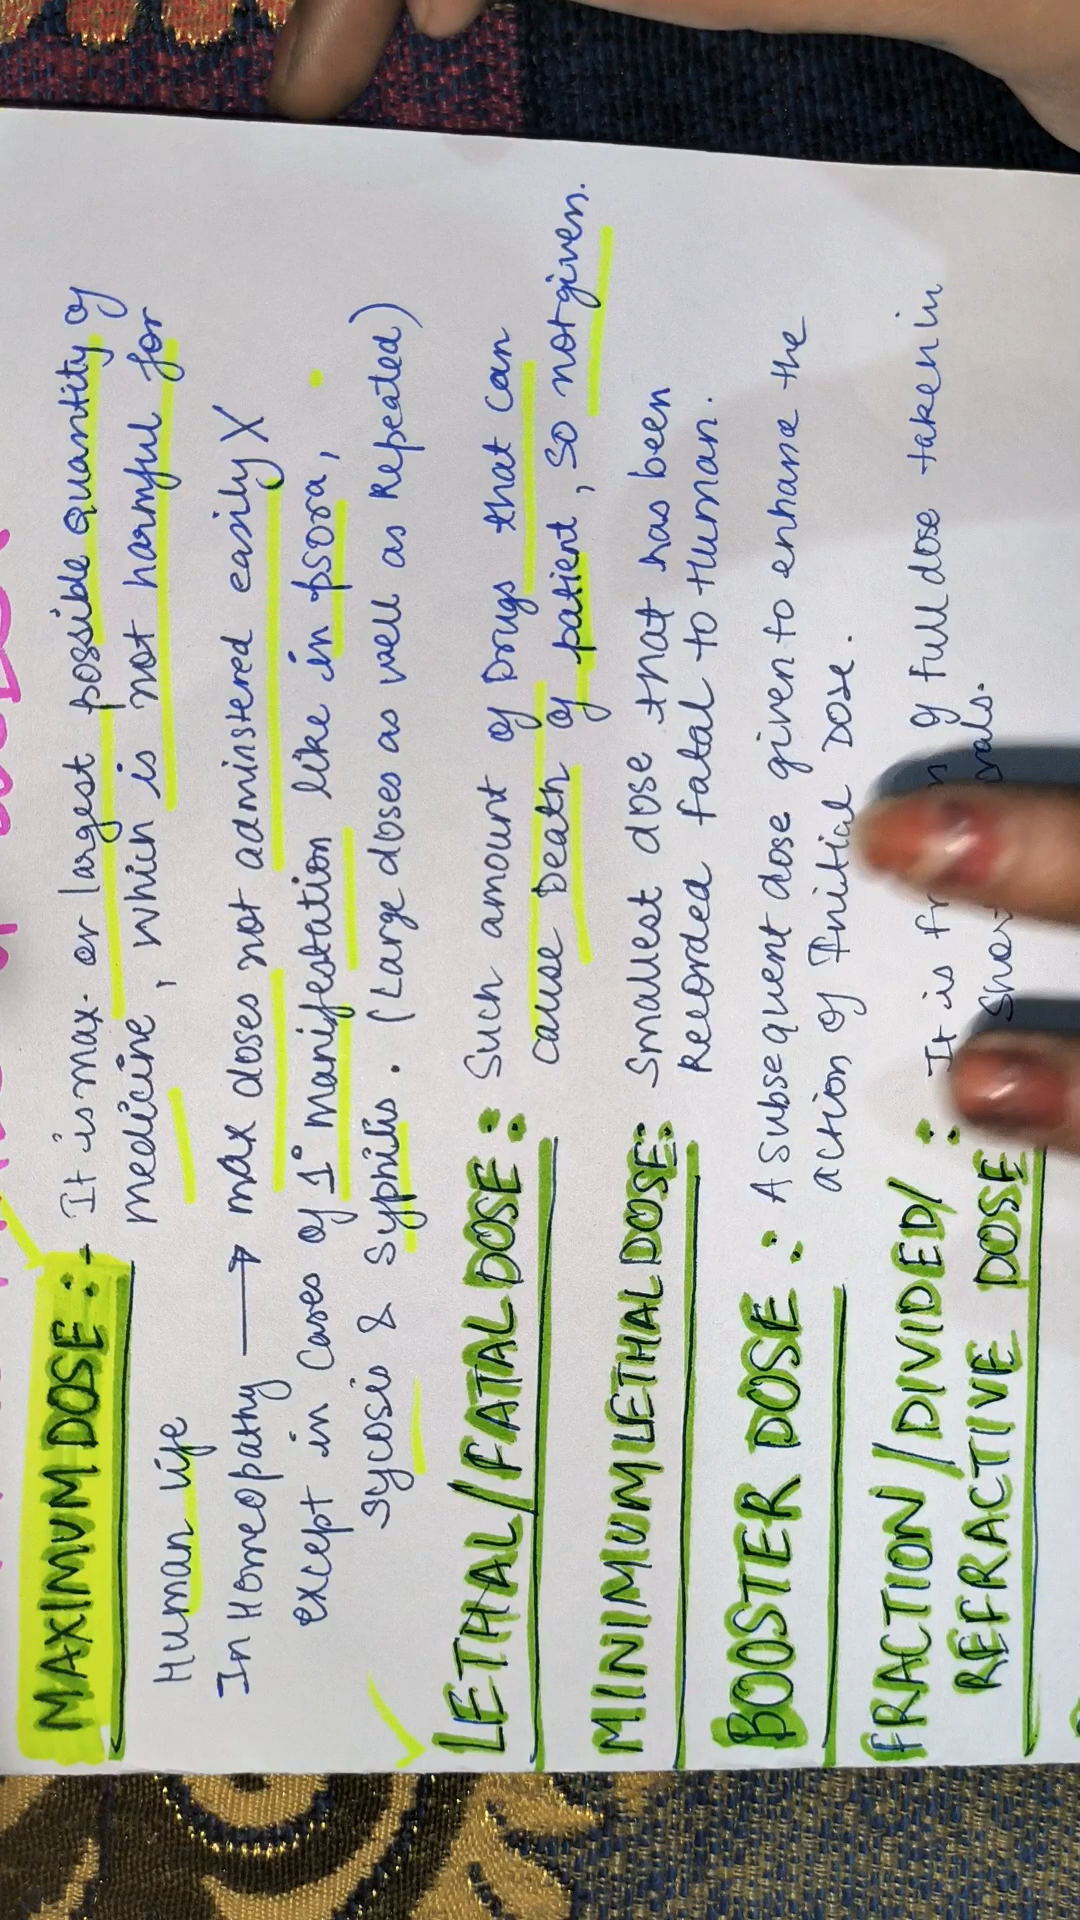 MAXIMUM DOSE :- It is max. or largest possible quantity of
medicine, which is not harmful for
Human life
In Homeopathy → max doses not adminstered easily X
except in cases of 1° manifestation like in psora,
sycosis & syphilis. (Large doses as well as Repeated)
LETHAL/FATAL DOSE : Such amount of Drugs that can
cause Death of patient, so not given.
MINIMUM LETHAL DOSE: Smallest dose that has been
Recorded fatal to Human.
BOOSTER DOSE : A Subsequent dose given to enhance the
action of Initial Dose.
FRACTION/DIVIDED/ : It is of full dose taken in
REFRACTIVE DOSE